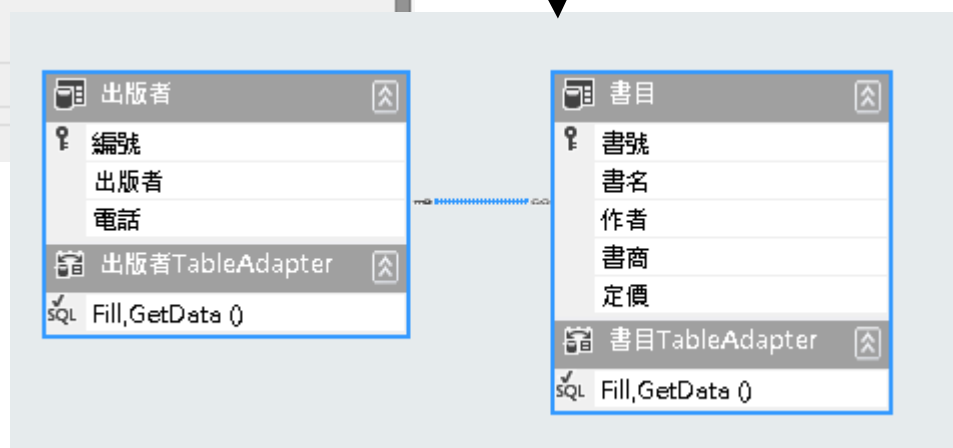 出版者
編號
出版者
電話
出版者TableAdapter
SQL Fill,GetData ()
書目
書號
書名
作者
書商
定價
書目TableAdapter
SQL Fill,GetData ()